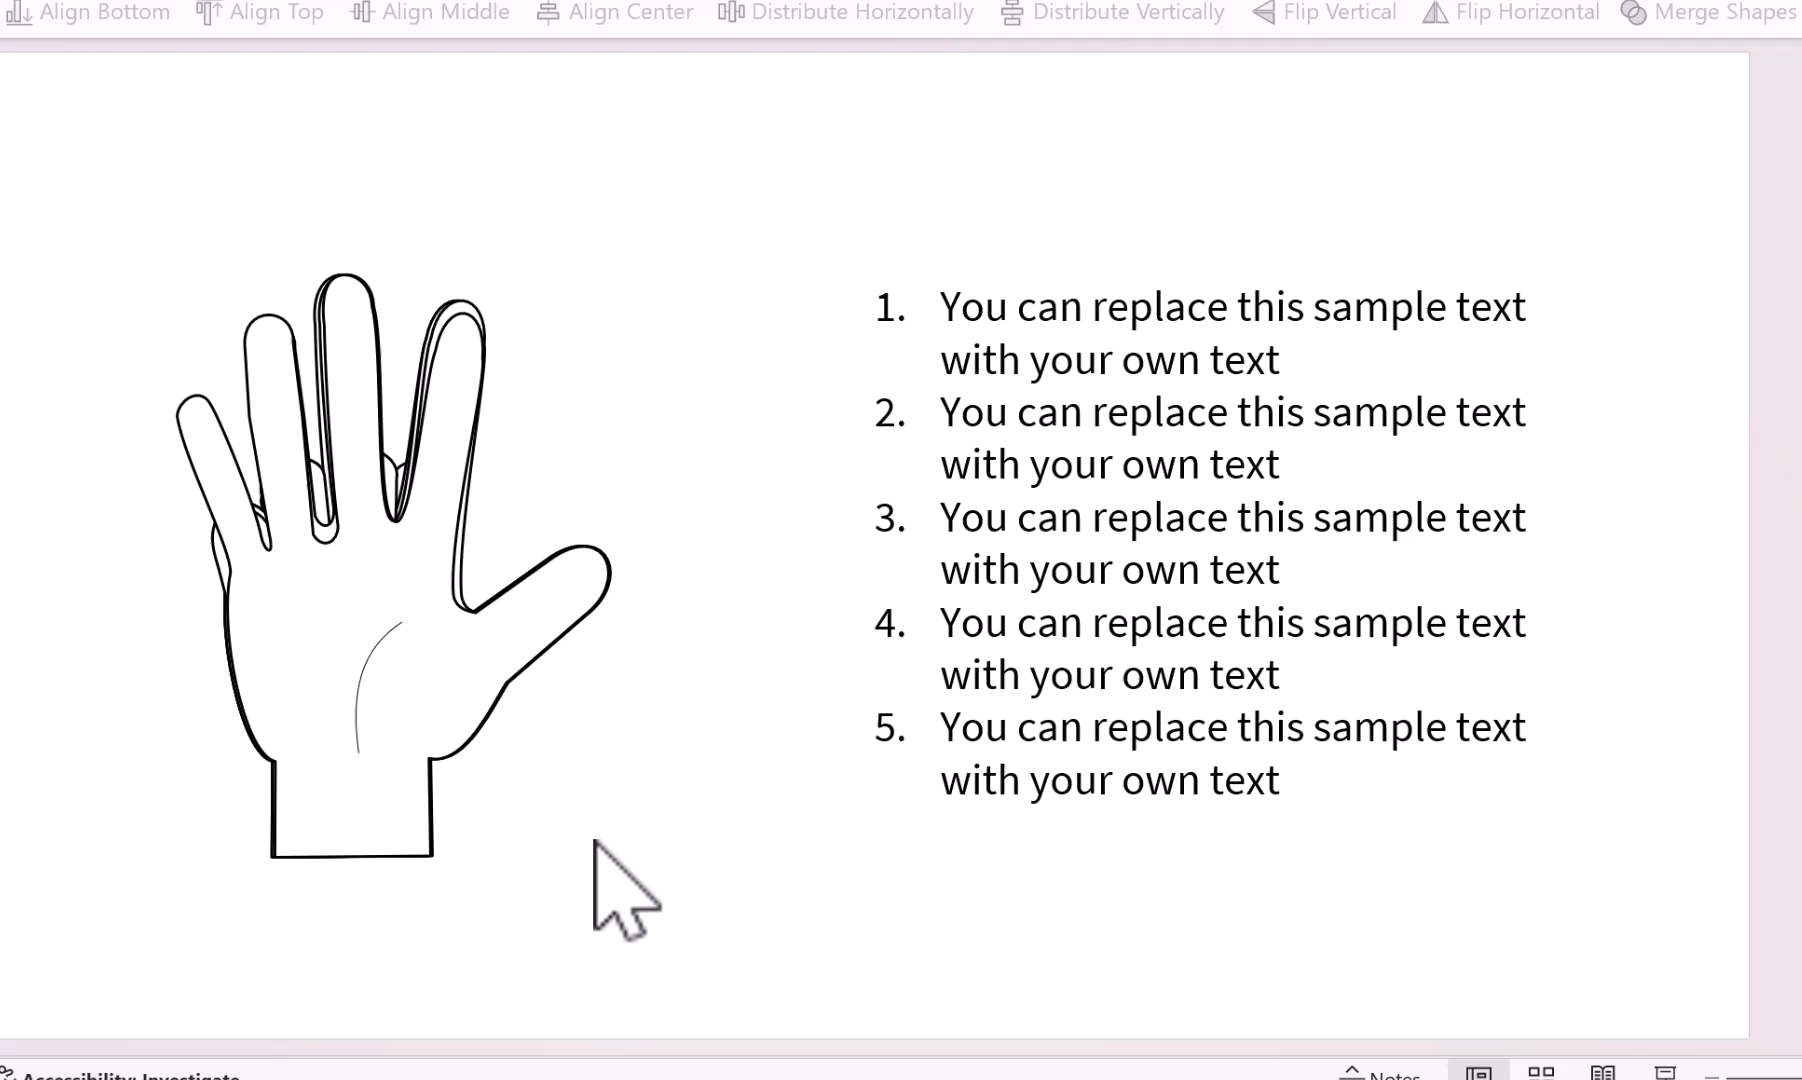 Align Bottom Align Top Align Middle Align Center Distribute Horizontally Distribute Vertically Flip Vertical Flip Horizontal Merge Shapes
1. You can replace this sample text
with your own text
2. You can replace this sample text
with your own text
3. You can replace this sample text
with your own text
4. You can replace this sample text
with your own text
5. You can replace this sample text
with your own text
Accessibility: Investigate Notes